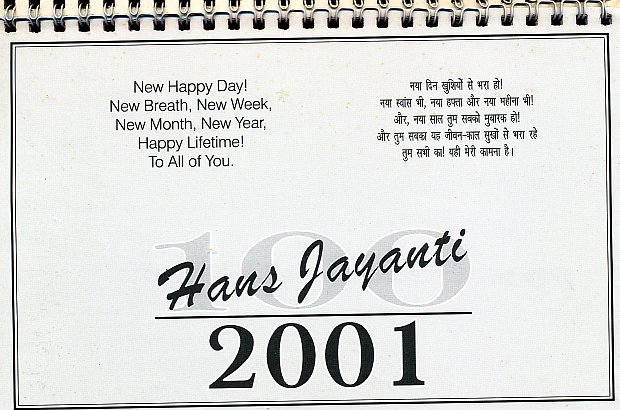 New Happy Day!
New Breath, New Week,
New Month, New Year,
Happy Lifetime!
To All of You.
नया दिन खुशियों से भरा हो!
नया स्वांस भी, नया हफ्ता और नया महीना भी!
और, नया साल तुम सबको मुबारक हो!
और तुम सबका यह जीवन-काल सुखों से भरा रहे
तुम सभी का! यही मेरी कामना है।
100
Hans Jayanti
2001